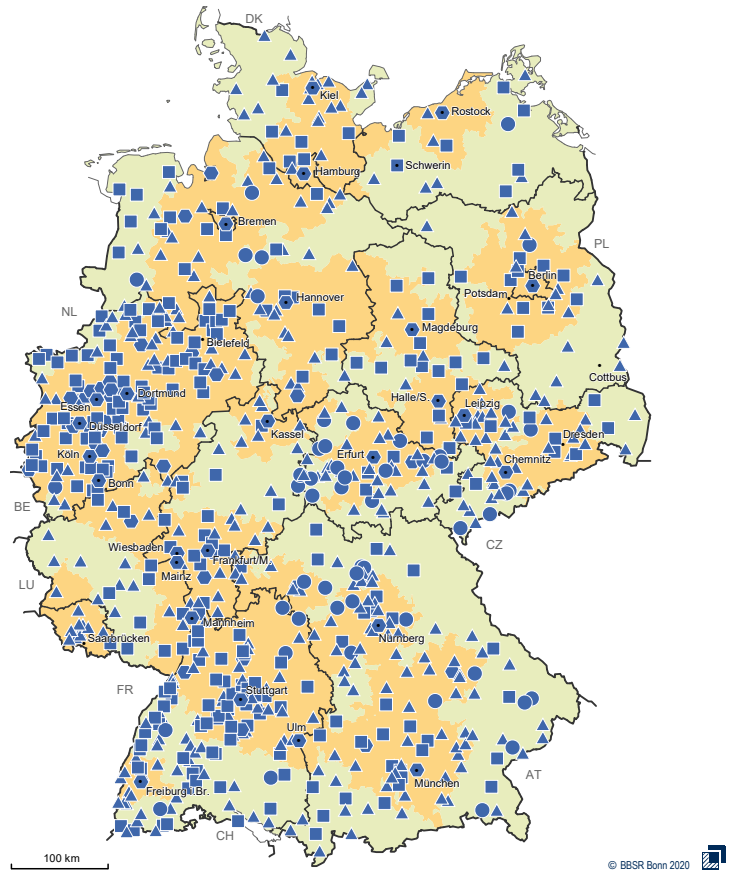 DK
Kiel
Rostock
Hamburg
Schwerin
Bremen
PL
Berlin
Potsdam
Hannover
NL
Magdeburg
Bielefeld
Cottbus
Dortmund
Halle/S.
Leipzig
Essen
Düsseldorf
Kassel
Dresden
Köln
Erfurt
Chemnitz
Bonn
BE
CZ
Wiesbaden
Frankfurt/M.
Mainz
LU
Mannheim
Saarbrücken
Nürnberg
FR
Stuttgart
Ulm
AT
München
Freiburg i.Br.
CH
100 km
© BBSR Bonn 2020